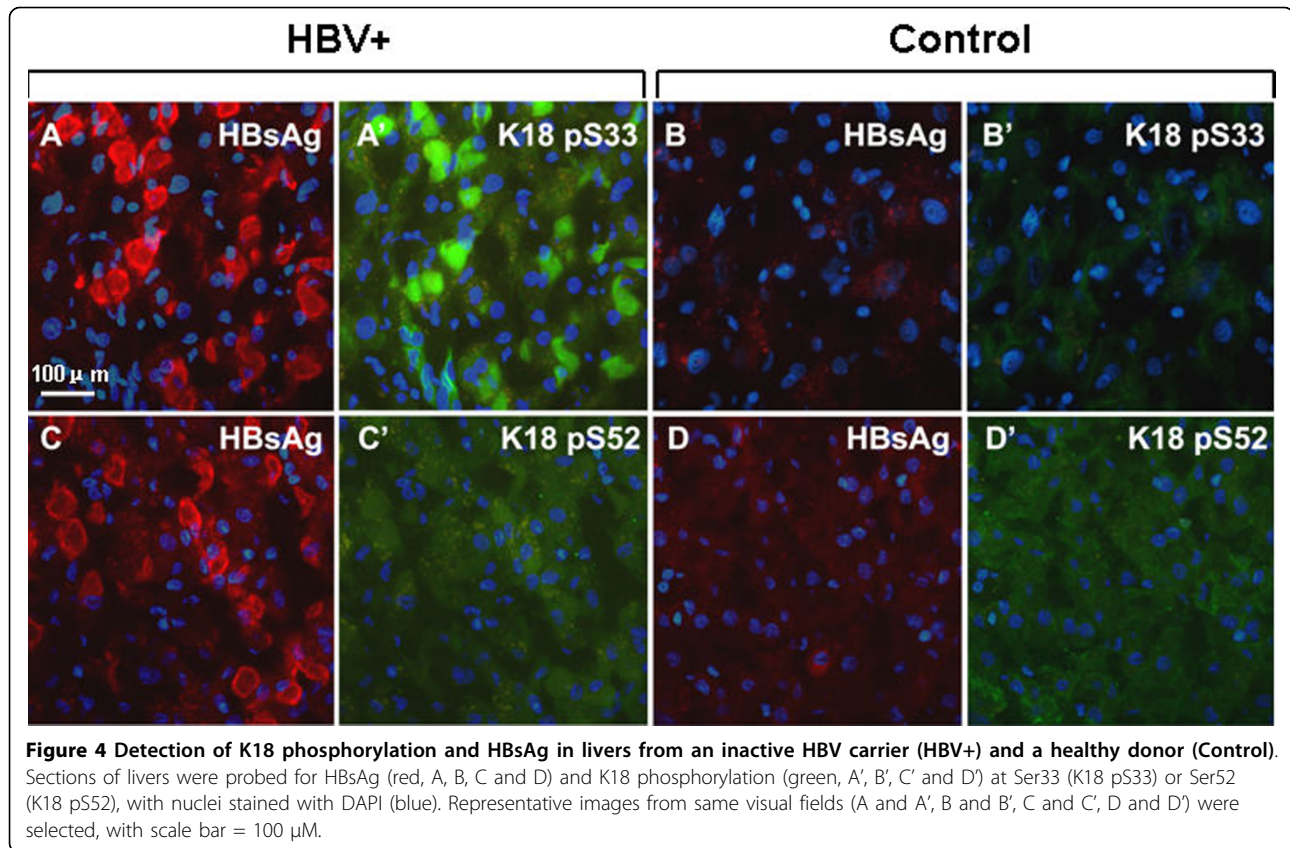 HBV+
Control
A
HBsAg
A'
K18 pS33
B
HBsAg
B'
K18 pS33
100 μ m
C
HBsAg
C'
K18 pS52
D
HBsAg
D'
K18 pS52
Figure 4 Detection of K18 phosphorylation and HBsAg in livers from an inactive HBV carrier (HBV+) and a healthy donor (Control).
Sections of livers were probed for HBsAg (red, A, B, C and D) and K18 phosphorylation (green, A’, B’, C’ and D’) at Ser33 (K18 pS33) or Ser52
(K18 pS52), with nuclei stained with DAPI (blue). Representative images from same visual fields (A and A’, B and B’, C and C’, D and D’) were
selected, with scale bar = 100 μM.